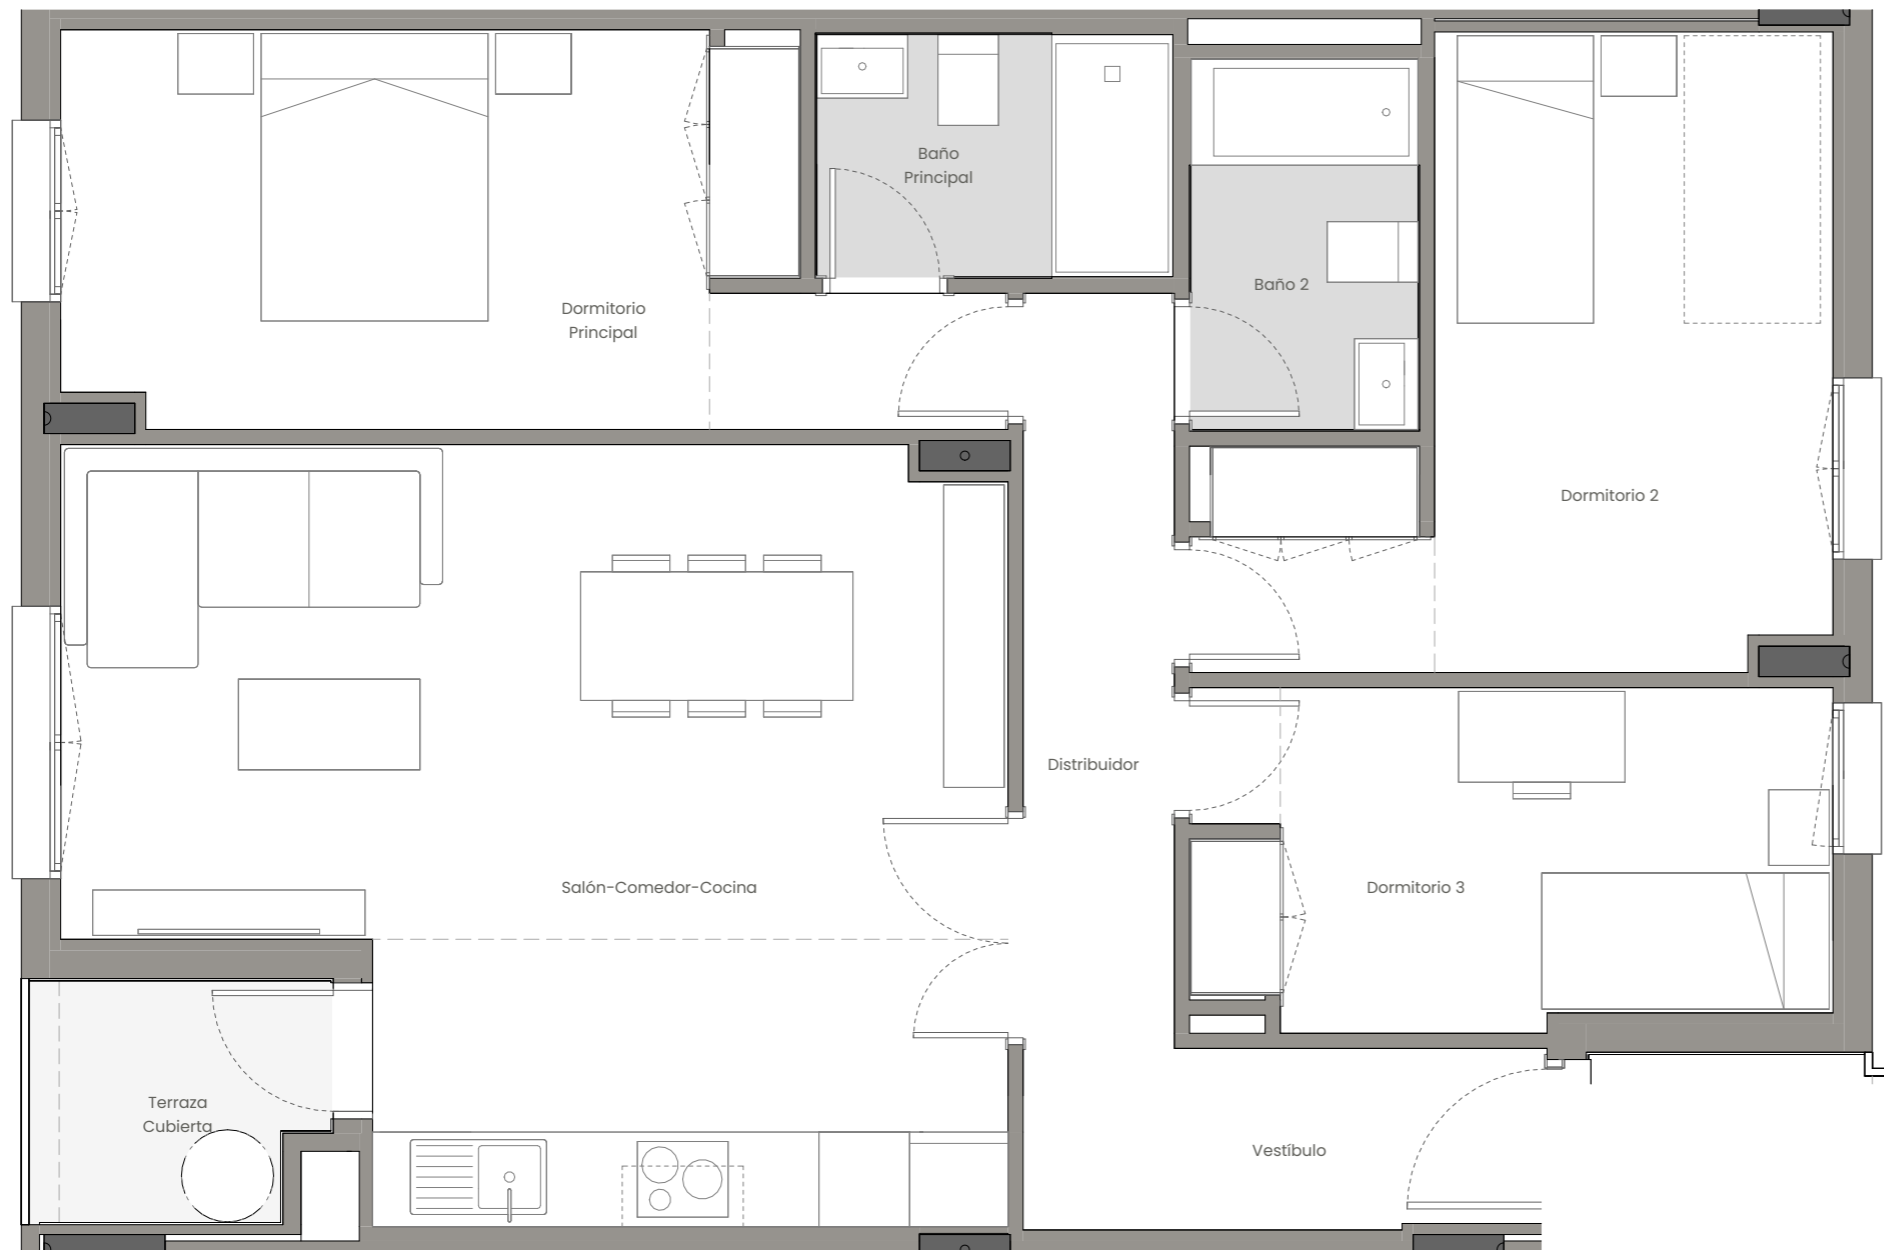 Baño
Principal
Baño 2
Dormitorio
Principal
Dormitorio 2
Distribuidor
Salón-Comedor-Cocina
Dormitorio 3
Terraza
Cubierta
Vestíbulo